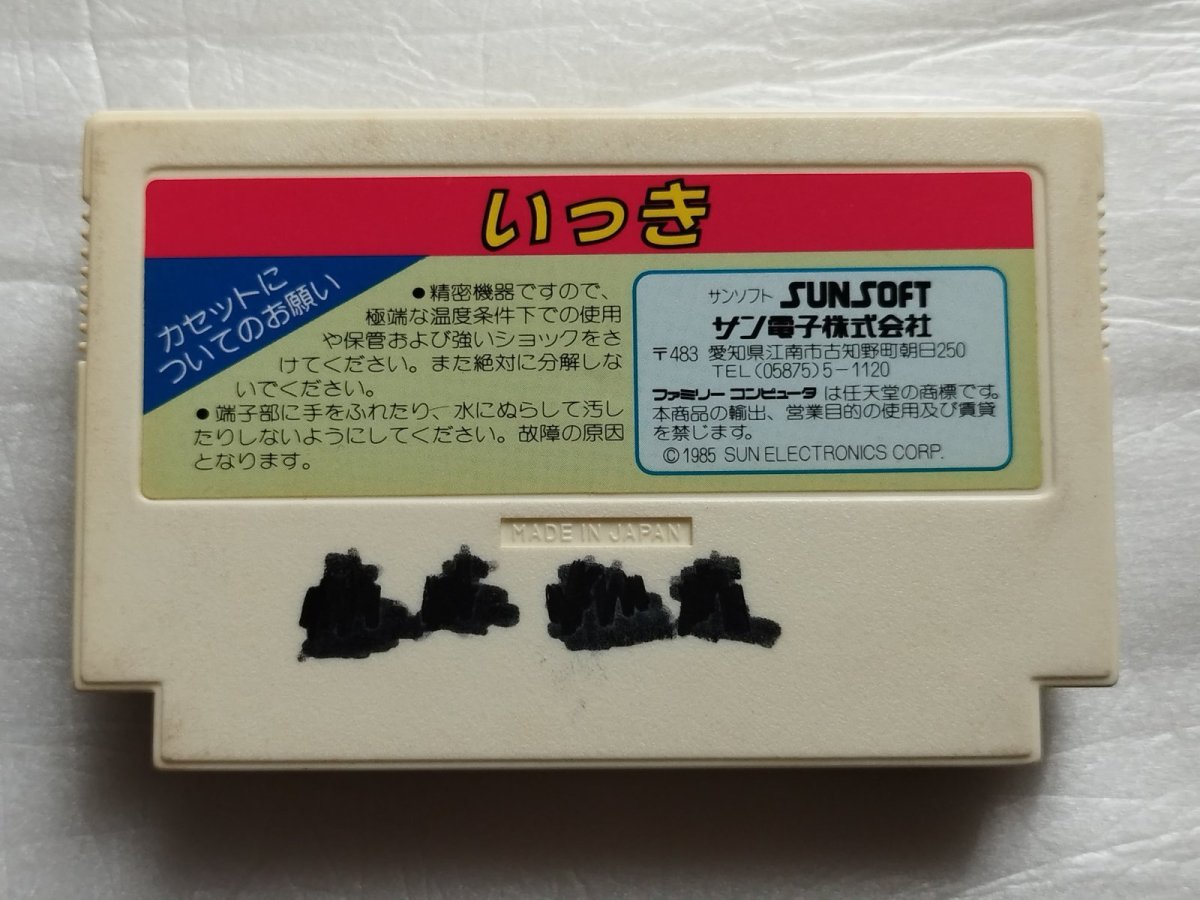 いっき
カセットに
ついてのお願い
●精密機器ですので、
極端な温度条件下での使用
や保管および強いショックをさ
けてください。また絶対に分解しな
いでください。
●端子部に手をふれたり、水にぬらして汚し
たりしないようにしてください。故障の原因
となります。
サンソフト SUNSOFT
サン電子株式会社
〒483 愛知県江南市古知野町朝日250
TEL(05875)5-1120
ファミリーコンピュータは任天堂の商標です。
本商品の輸出、営業目的の使用及び賃貸
を禁じます。
©1985 SUN ELECTRONICS CORP.
MADE IN JAPAN